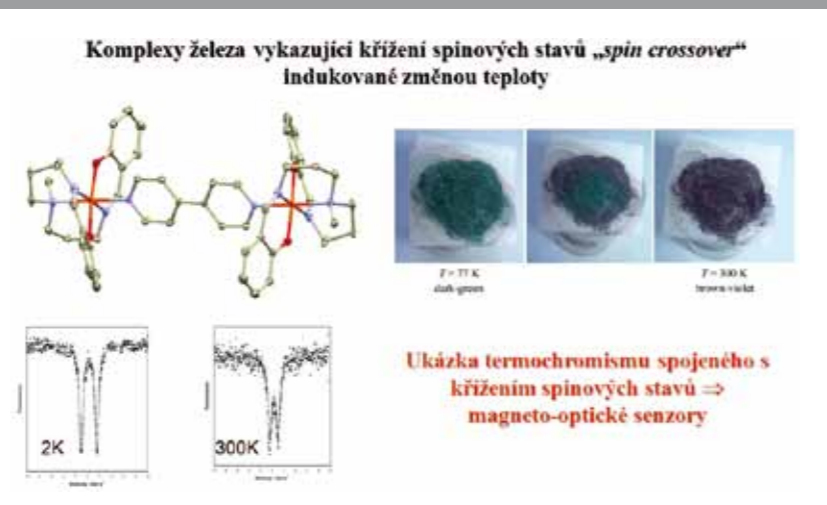 Komplexy železa vykazující křížení spinových stavů „spin crossover“
indukované změnou teploty
T = 77 K
dark-green
T = 300 K
brown-violet
2K
300K
Ukázka termochromismu spojeného s
křížením spinových stavů ⇒
magneto-optické senzory